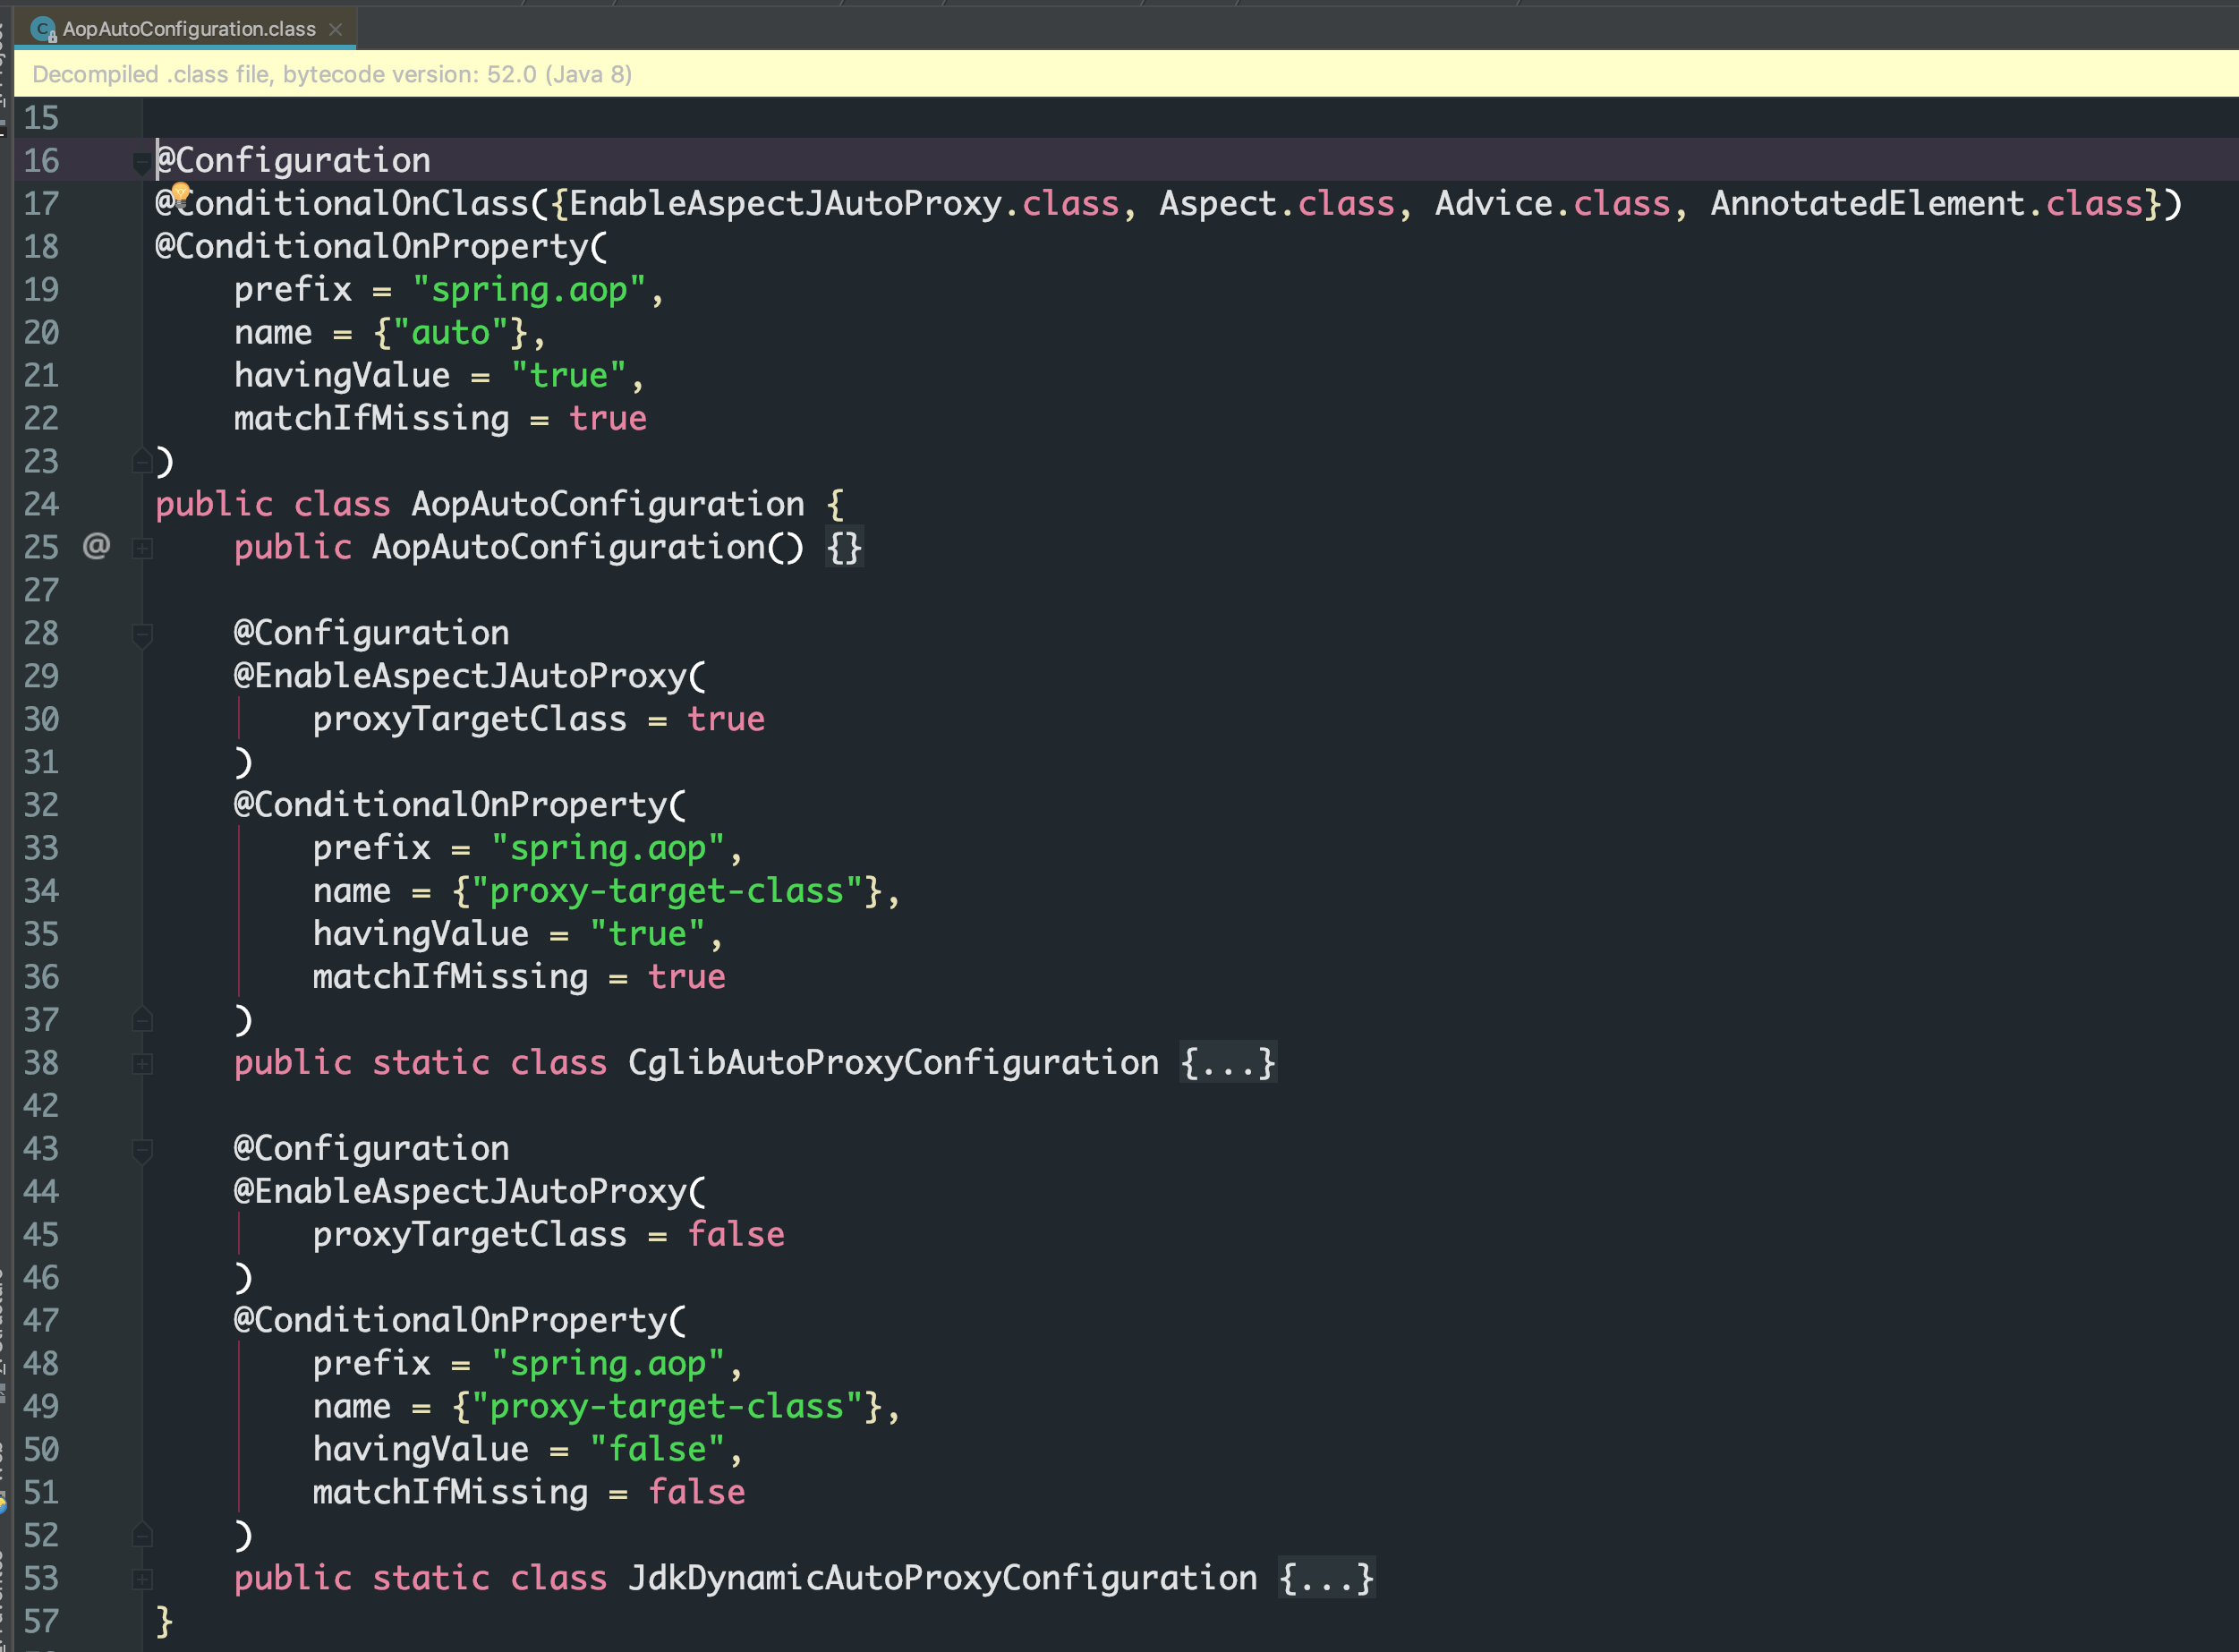 AopAutoConfiguration.class
Decompiled .class file, bytecode version: 52.0 (Java 8)
15
16 @Configuration
17 @ConditionalOnClass({EnableAspectJAutoProxy.class, Aspect.class, Advice.class, AnnotatedElement.class})
18 @ConditionalOnProperty(
19 prefix = "spring.aop",
20 name = {"auto"},
21 havingValue = "true",
22 matchIfMissing = true
23 )
24 public class AopAutoConfiguration {
25 @ public AopAutoConfiguration() {}
27
28 @Configuration
29 @EnableAspectJAutoProxy(
30 proxyTargetClass = true
31 )
32 @ConditionalOnProperty(
33 prefix = "spring.aop",
34 name = {"proxy-target-class"},
35 havingValue = "true",
36 matchIfMissing = true
37 )
38 public static class CglibAutoProxyConfiguration {...}
42
43 @Configuration
44 @EnableAspectJAutoProxy(
45 proxyTargetClass = false
46 )
47 @ConditionalOnProperty(
48 prefix = "spring.aop",
49 name = {"proxy-target-class"},
50 havingValue = "false",
51 matchIfMissing = false
52 )
53 public static class JdkDynamicAutoProxyConfiguration {...}
57 }